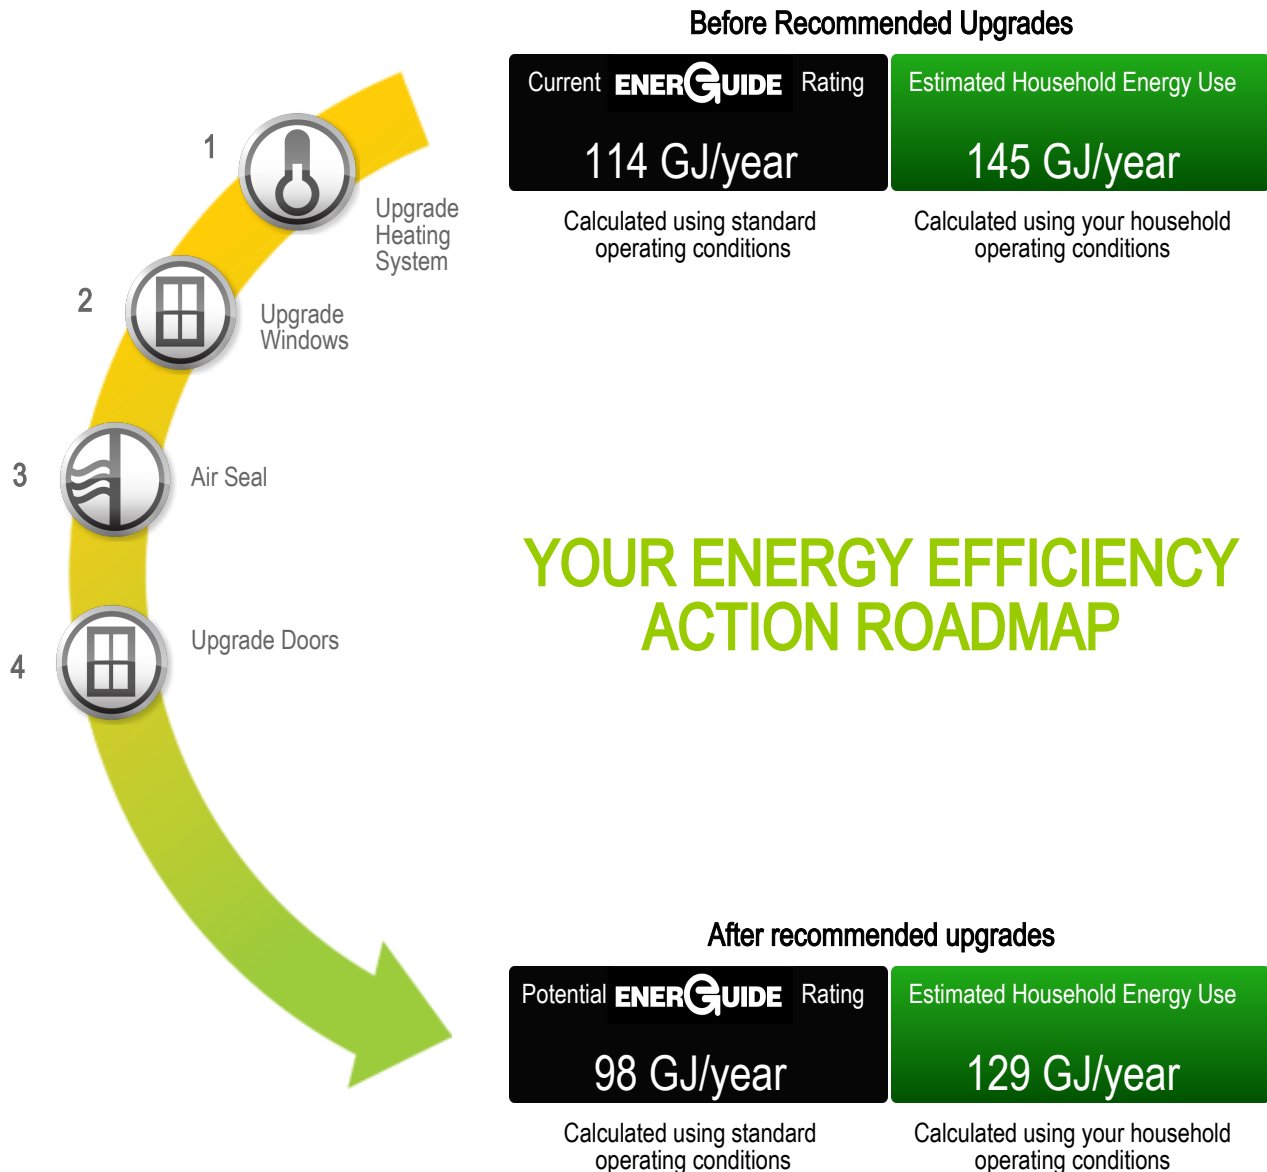 Before Recommended Upgrades
Current ENERGUIDE Rating
114 GJ/year
Calculated using standard
operating conditions
Estimated Household Energy Use
145 GJ/year
Calculated using your household
operating conditions
1
Upgrade
Heating
System
2
Upgrade
Windows
3
Air Seal
4
Upgrade Doors
YOUR ENERGY EFFICIENCY
ACTION ROADMAP
After recommended upgrades
Potential ENERGUIDE Rating
98 GJ/year
Calculated using standard
operating conditions
Estimated Household Energy Use
129 GJ/year
Calculated using your household
operating conditions